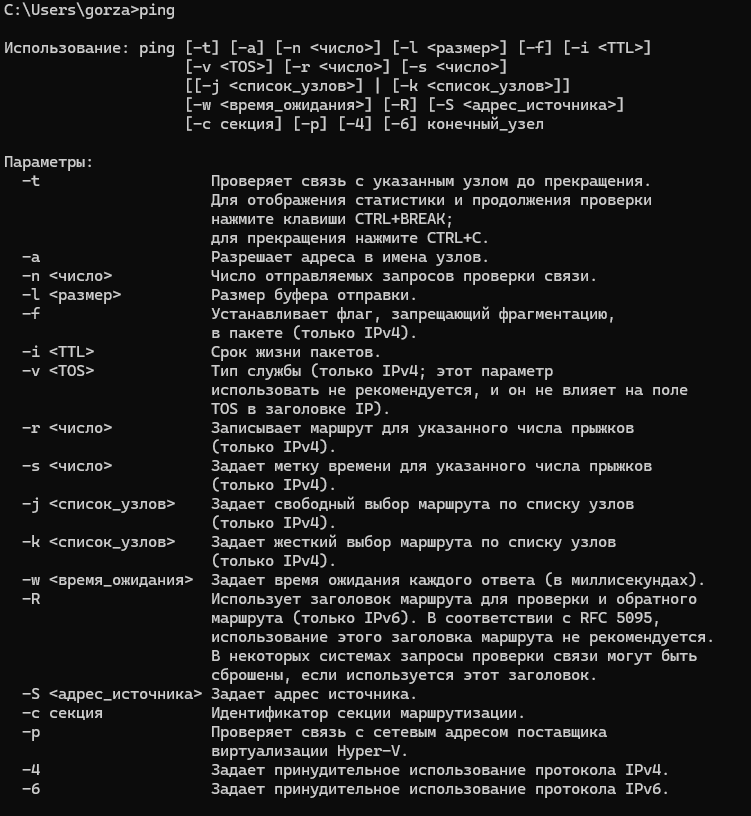 C:\Users\gorza>ping
Использование: ping [-t] [-a] [-n <число>] [-l <размер>] [-f] [-i <TTL>]
[-v <TOS>] [-r <число>] [-s <число>]
[[-j <список_узлов>] | [-k <список_узлов>]]
[-w <время_ожидания>] [-R] [-S <адрес_источника>]
[-c секция] [-p] [-4] [-6] конечный_узел
Параметры:
-t Проверяет связь с указанным узлом до прекращения.
Для отображения статистики и продолжения проверки
нажмите клавиши CTRL+BREAK;
для прекращения нажмите CTRL+C.
-a Разрешает адреса в имена узлов.
-n <число> Число отправляемых запросов проверки связи.
-l <размер> Размер буфера отправки.
-f Устанавливает флаг, запрещающий фрагментацию,
в пакете (только IPv4).
-i <TTL> Срок жизни пакетов.
-v <TOS> Тип службы (только IPv4; этот параметр
использовать не рекомендуется, и он не влияет на поле
TOS в заголовке IP).
-r <число> Записывает маршрут для указанного числа прыжков
(только IPv4).
-s <число> Задает метку времени для указанного числа прыжков
(только IPv4).
-j <список_узлов> Задает свободный выбор маршрута по списку узлов
(только IPv4).
-k <список_узлов> Задает жесткий выбор маршрута по списку узлов
(только IPv4).
-w <время_ожидания> Задает время ожидания каждого ответа (в миллисекундах).
-R Использует заголовок маршрута для проверки и обратного
маршрута (только IPv6). В соответствии с RFC 5095,
использование этого заголовка маршрута не рекомендуется.
В некоторых системах запросы проверки связи могут быть
сброшены, если используется этот заголовок.
-S <адрес_источника> Задает адрес источника.
-c секция Идентификатор секции маршрутизации.
-p Проверяет связь с сетевым адресом поставщика
виртуализации Hyper-V.
-4 Задает принудительное использование протокола IPv4.
-6 Задает принудительное использование протокола IPv6.